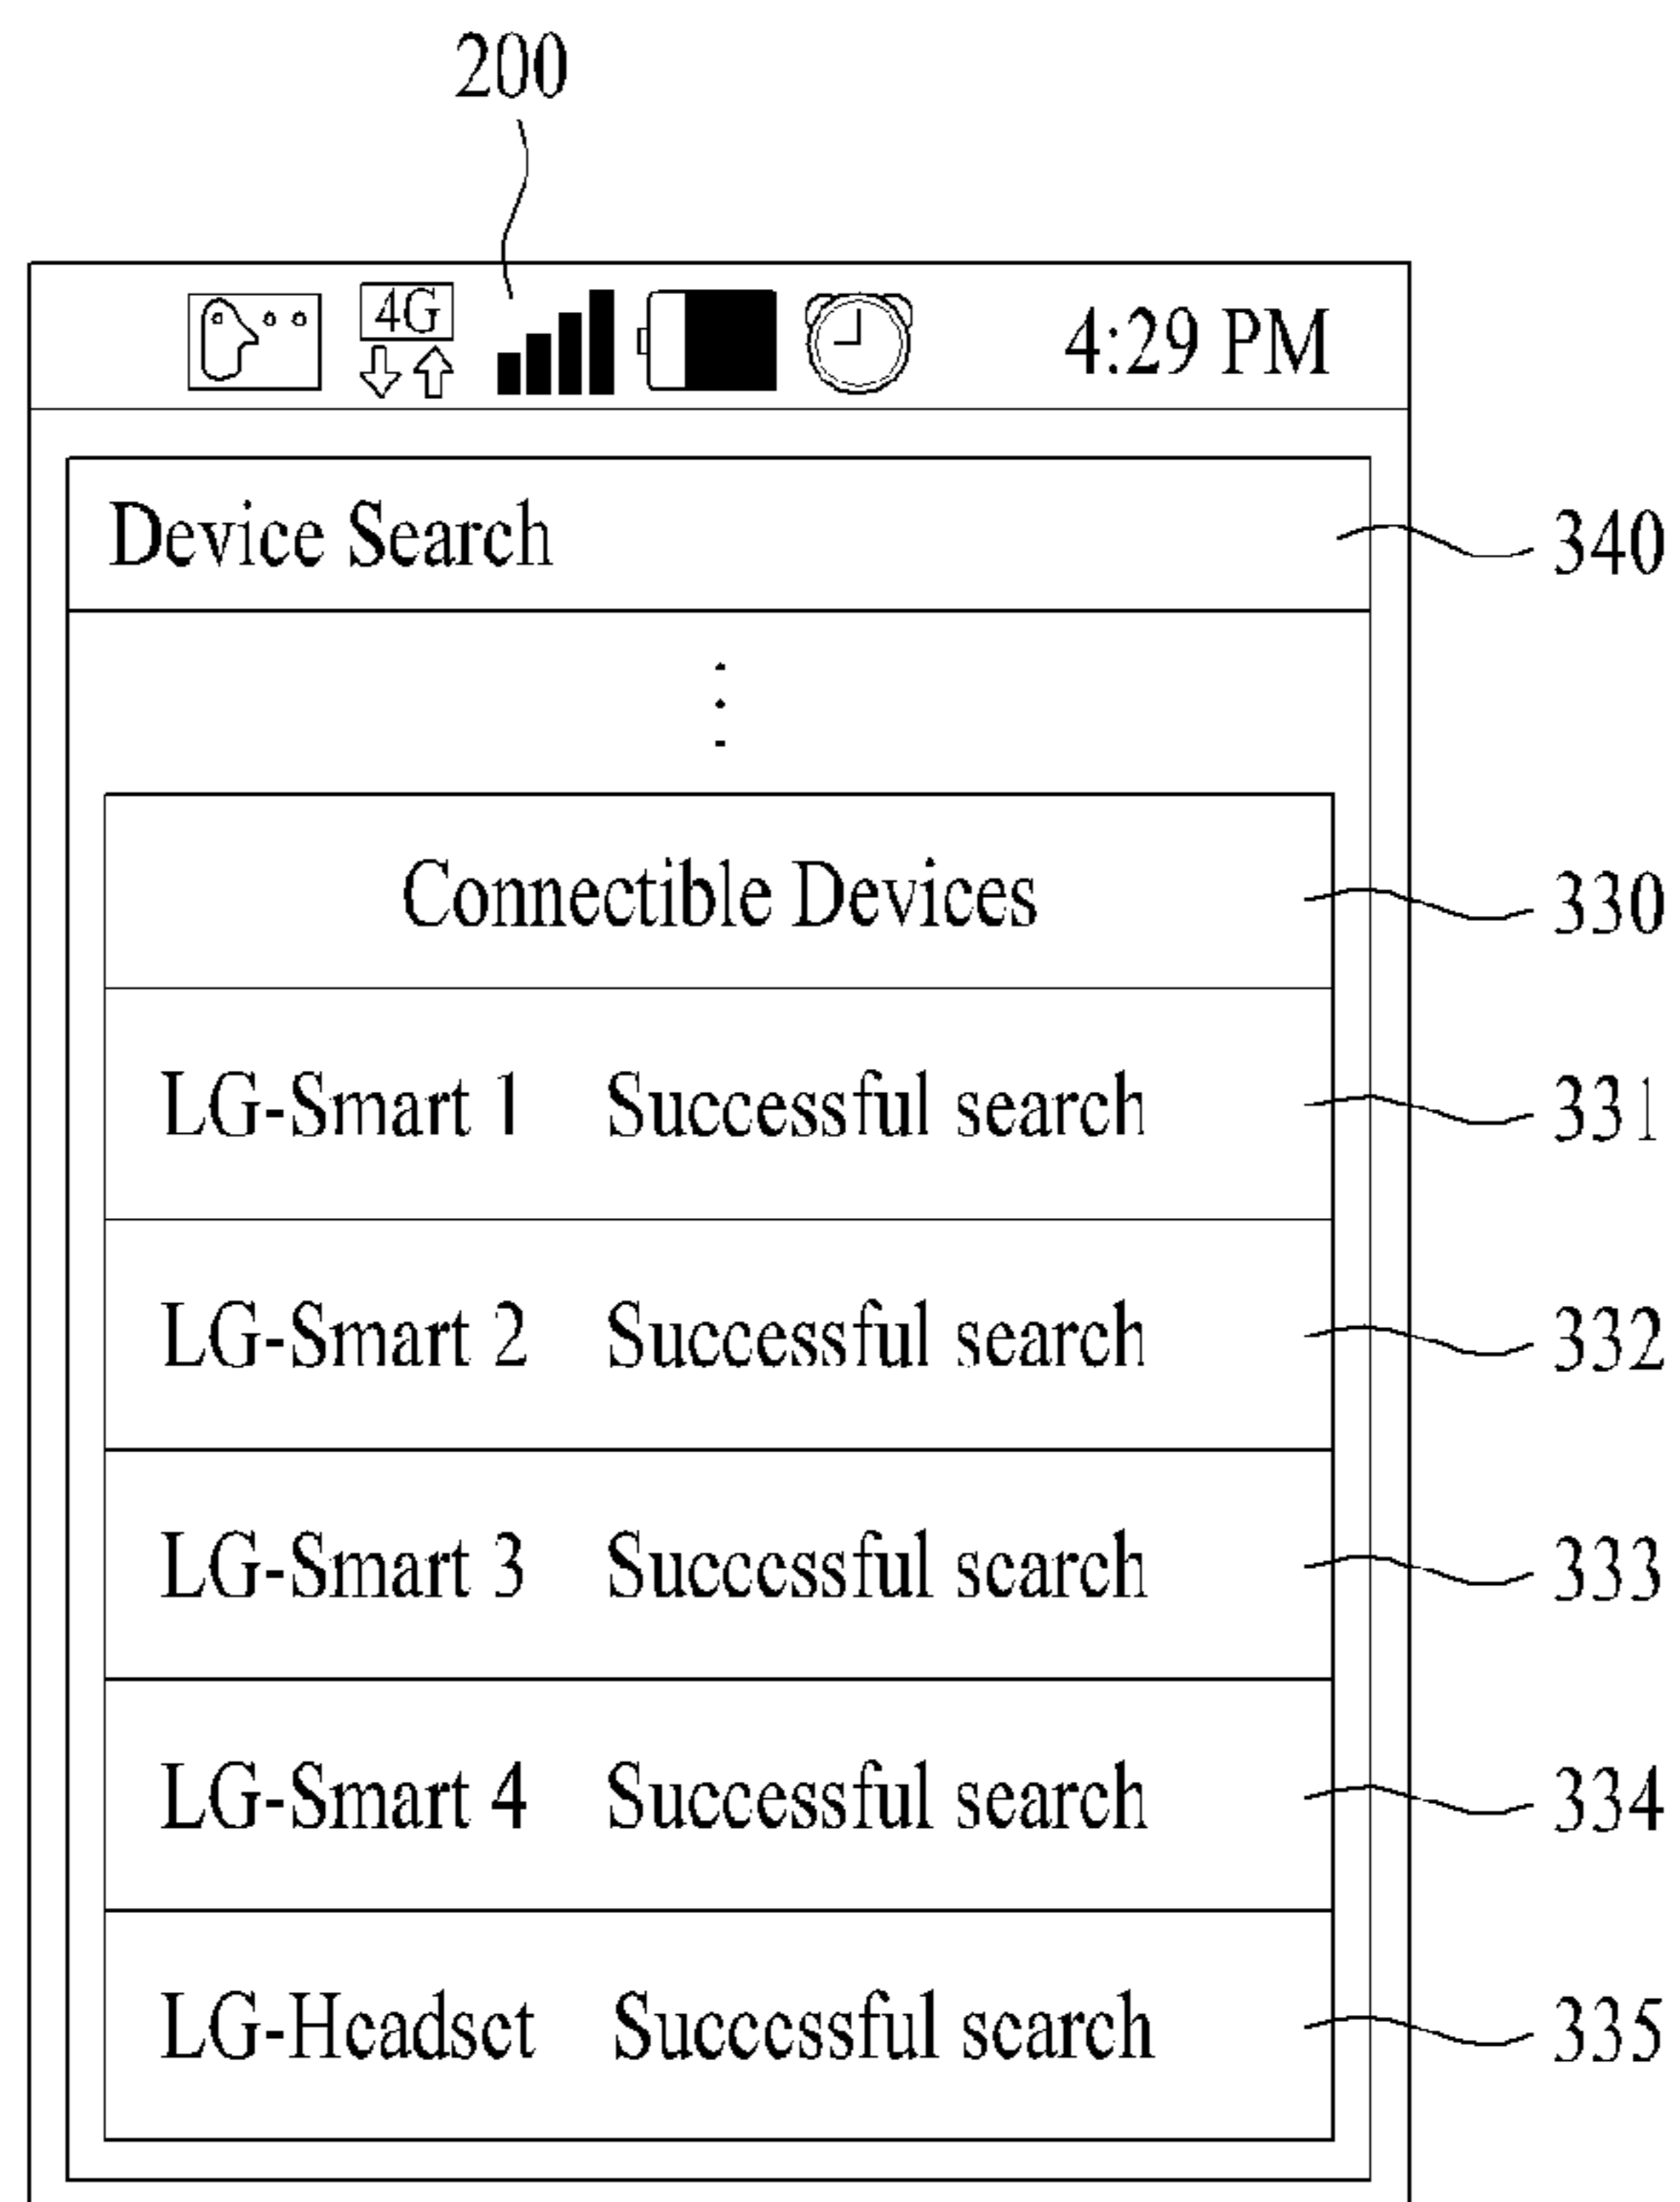 200
4G
4:29 PM
Device Search 340
Connectible Devices 330
LG-Smart 1 Successful search 331
LG-Smart 2 Successful search 332
LG-Smart 3 Successful search 333
LG-Smart 4 Successful search 334
LG-Headset Successful search 335